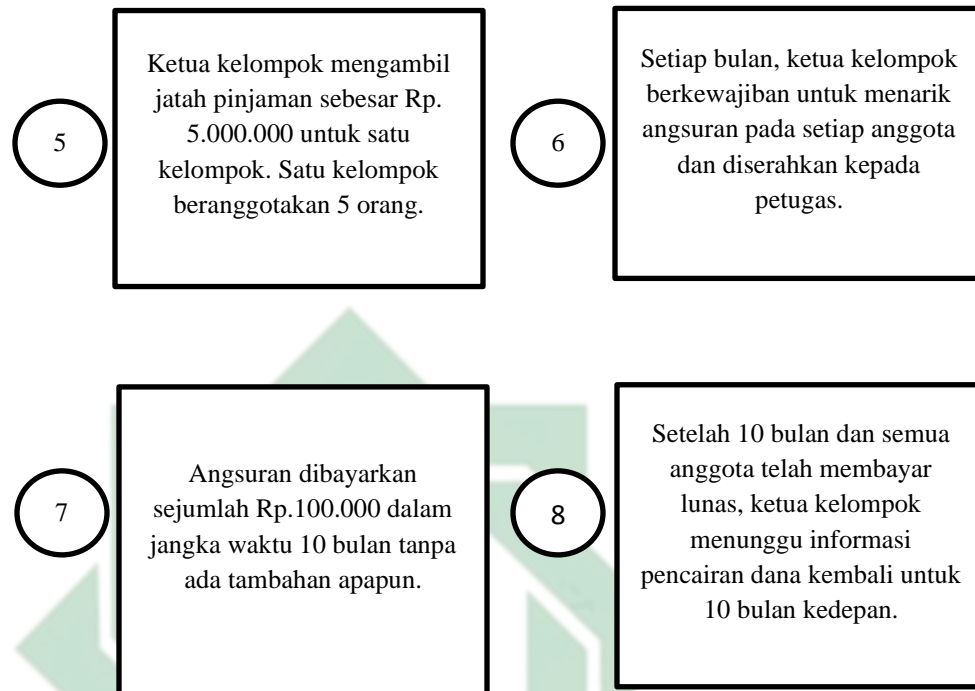 5
Ketua kelompok mengambil
jatah pinjaman sebesar Rp.
5.000.000 untuk satu
kelompok. Satu kelompok
beranggotakan 5 orang.
6
Setiap bulan, ketua kelompok
berkewajiban untuk menarik
angsuran pada setiap anggota
dan diserahkan kepada
petugas.
7
Angsuran dibayarkan
sejumlah Rp.100.000 dalam
jangka waktu 10 bulan tanpa
ada tambahan apapun.
8
Setelah 10 bulan dan semua
anggota telah membayar
lunas, ketua kelompok
menunggu informasi
pencairan dana kembali untuk
10 bulan kedepan.